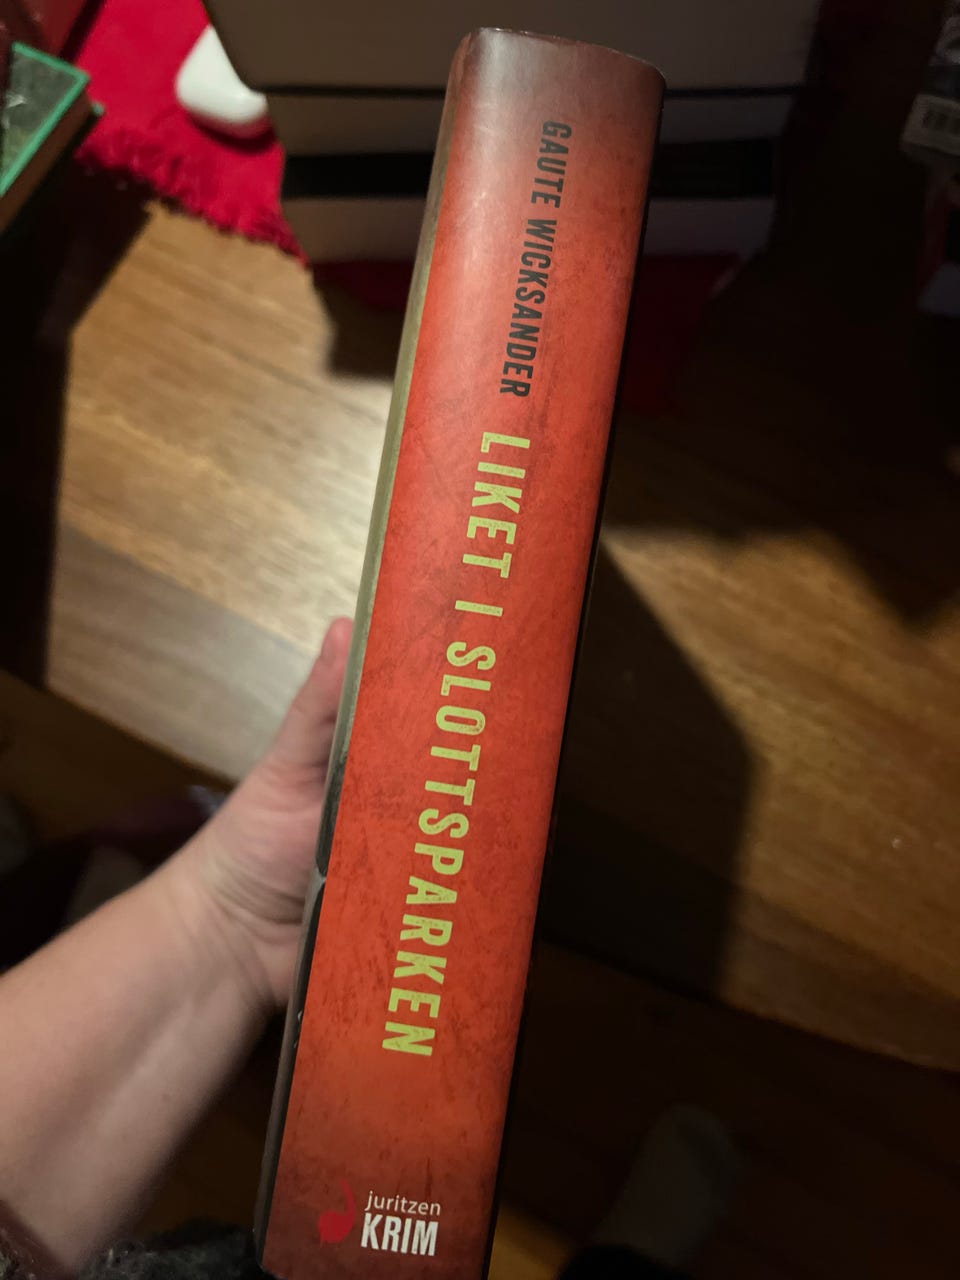 GAUTE WICKSANDER LIKET I SLOTTSPARKEN
juritzen
KRIM